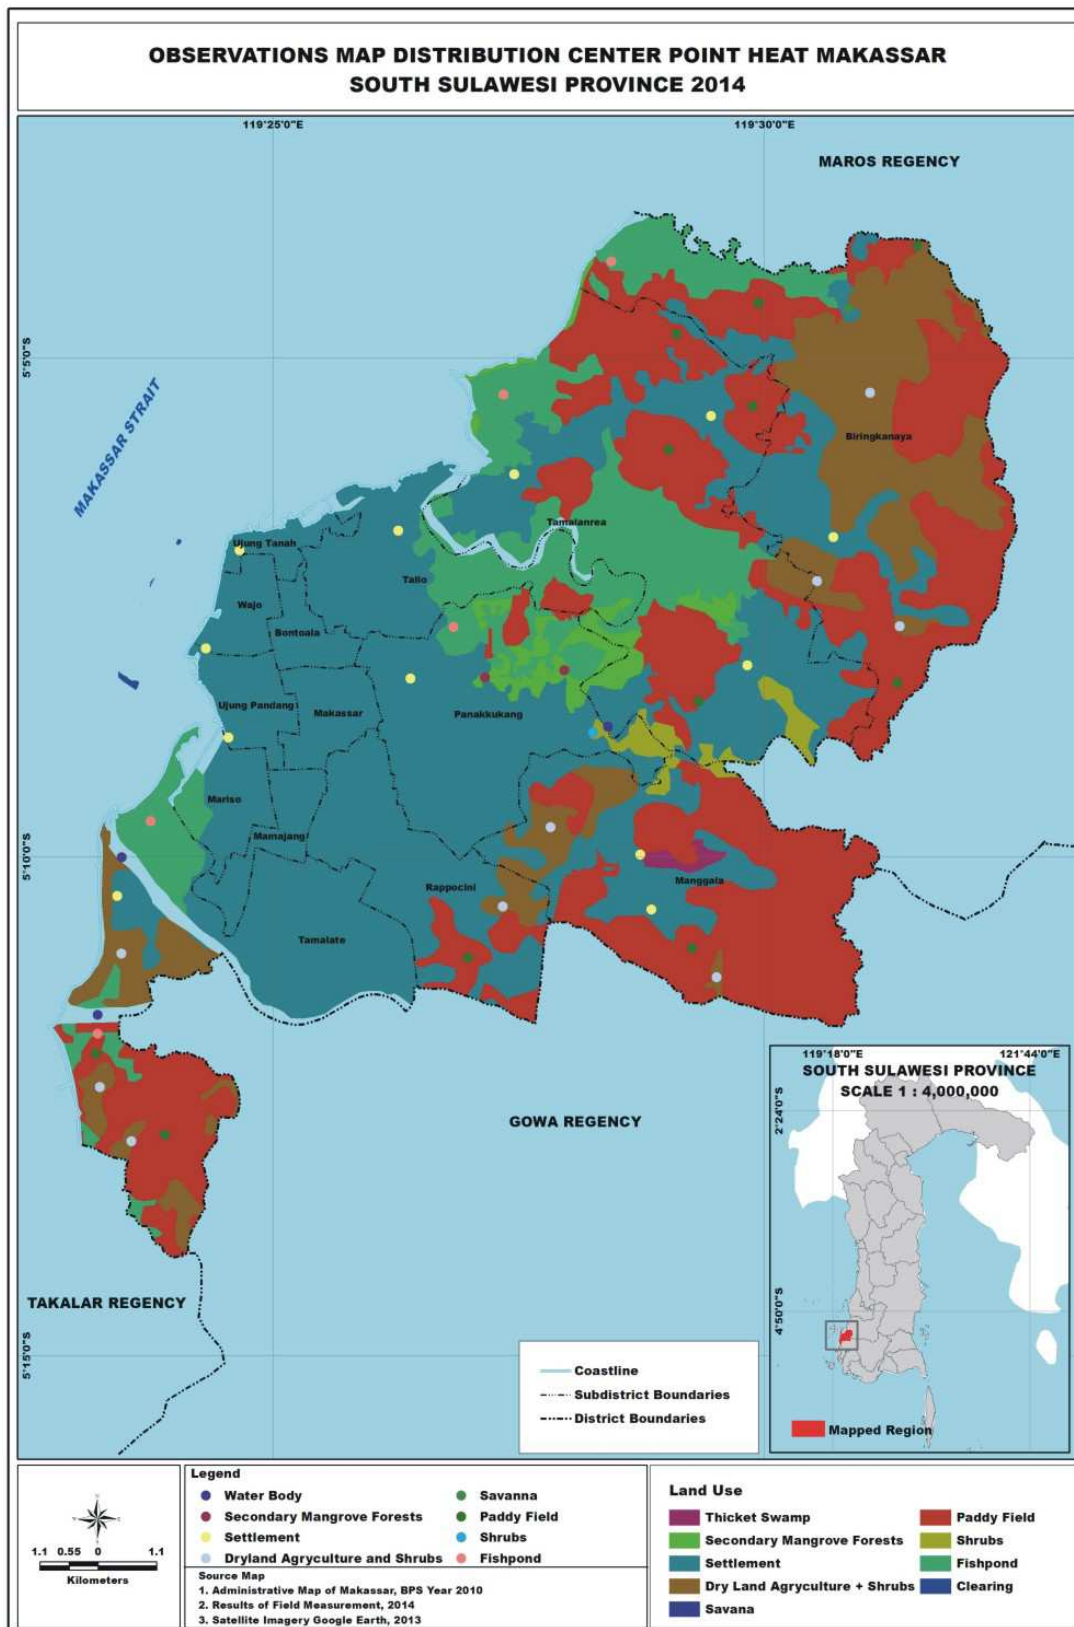 OBSERVATIONS MAP DISTRIBUTION CENTER POINT HEAT MAKASSAR
SOUTH SULAWESI PROVINCE 2014
119°25'0"E
119°30'0"E
MAROS REGENCY
5°5'0"S
MAKASSAR STRAIT
Biringkanaya
Tamalanrea
Ujung Tanah
Tallo
Wajo
Bontoala
Ujung Pandang
Makassar
Panakkukang
Mariso
Mamajang
5°10'0"S
Rappocini
Manggala
Tamalate
GOWA REGENCY
TAKALAR REGENCY
5°15'0"S
119°18'0"E
121°44'0"E
SOUTH SULAWESI PROVINCE
SCALE 1 : 4,000,000
2°24'0"S
4°50'0"S
Mapped Region
Coastline
Subdistrict Boundaries
District Boundaries
1.1 0.55 0 1.1
Kilometers
Legend
Water Body
Secondary Mangrove Forests
Settlement
Dryland Agryculture and Shrubs
Savanna
Paddy Field
Shrubs
Fishpond
Source Map
1. Administrative Map of Makassar, BPS Year 2010
2. Results of Field Measurement, 2014
3. Satellite Imagery Google Earth, 2013
Land Use
Thicket Swamp
Secondary Mangrove Forests
Settlement
Dry Land Agryculture + Shrubs
Savana
Paddy Field
Shrubs
Fishpond
Clearing